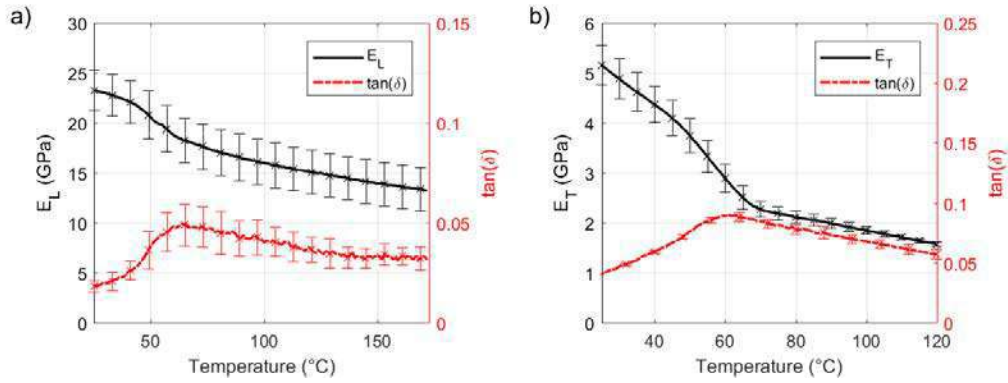 a)
30
25
20
15
10
5
0
E_L (GPa)
50
100
150
Temperature (°C)
0.15
0.1
0.05
0
tan(δ)
E_L
tan(δ)
b)
6
5
4
3
2
1
0
E_T (GPa)
40
60
80
100
120
Temperature (°C)
0.25
0.2
0.15
0.1
0.05
0
tan(δ)
E_T
tan(δ)